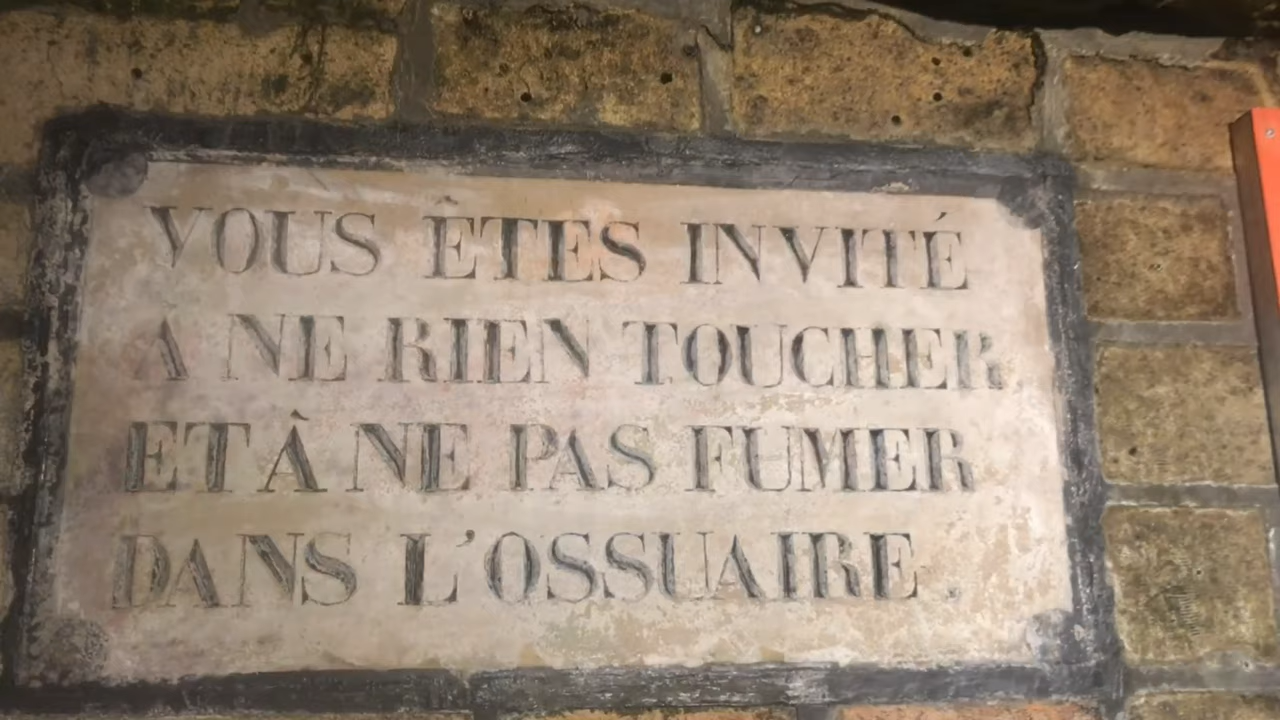 VOUS ÊTES INVITÉ
À NE RIEN TOUCHER
ET À NE PAS FUMER
DANS L'OSSUAIRE.